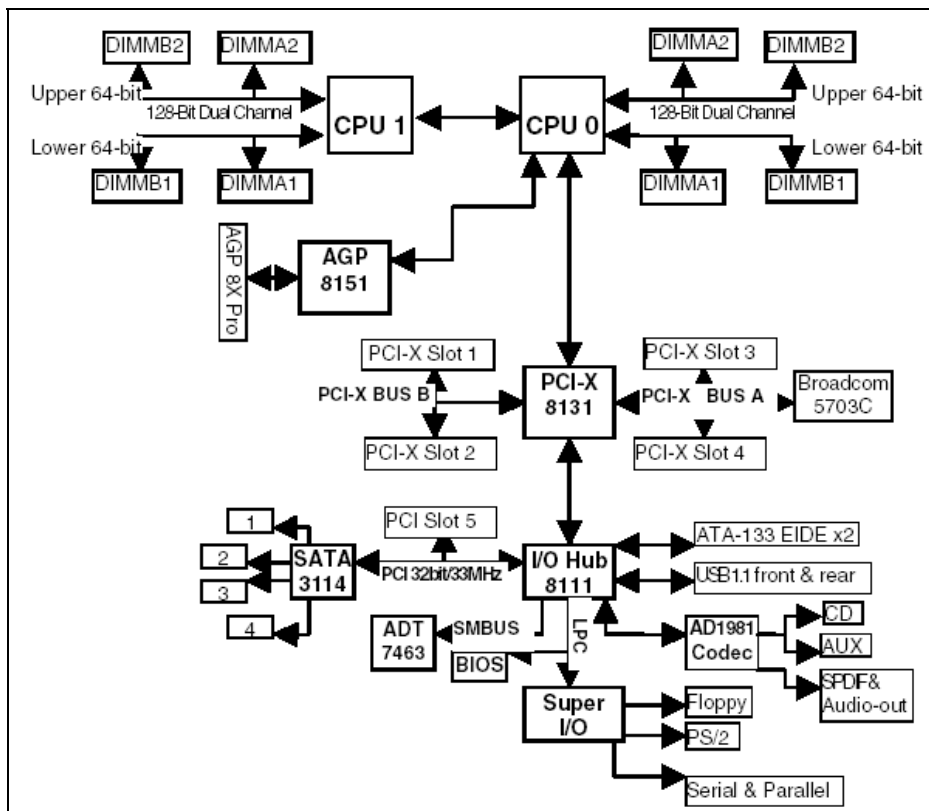 DIMMB2
DIMMA2
DIMMA2
DIMMB2
Upper 64-bit
128-Bit Dual Channel
CPU 1
CPU 0
128-Bit Dual Channel
Upper 64-bit
Lower 64-bit
Lower 64-bit
DIMMB1
DIMMA1
DIMMA1
DIMMB1
AGP 8X Pro
AGP
8151
PCI-X Slot 1
PCI-X Slot 3
PCI-X BUS B
PCI-X
8131
PCI-X BUS A
Broadcom
5703C
PCI-X Slot 2
PCI-X Slot 4
1
2
3
4
SATA
3114
PCI Slot 5
PCI 32bit/33MHz
I/O Hub
8111
ATA-133 EIDE x2
USB1.1 front & rear
ADT
7463
SMBUS
BIOS
LPC
AD1981
Codec
CD
AUX
SPDIF&
Audio-out
Super
I/O
Floppy
PS/2
Serial & Parallel